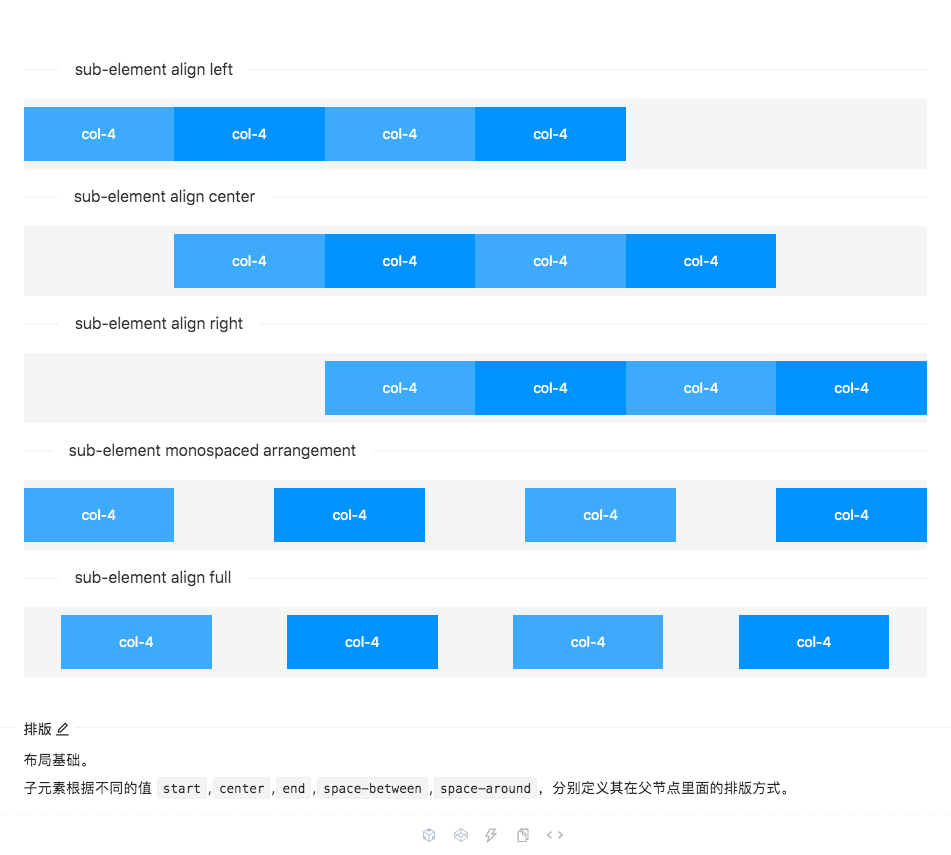 sub-element align left
col-4 col-4 col-4 col-4
sub-element align center
col-4 col-4 col-4 col-4
sub-element align right
col-4 col-4 col-4 col-4
sub-element monospaced arrangement
col-4 col-4 col-4 col-4
sub-element align full
col-4 col-4 col-4 col-4
排版
布局基础。
子元素根据不同的值 start,center,end,space-between,space-around，分别定义其在父节点里面的排版方式。